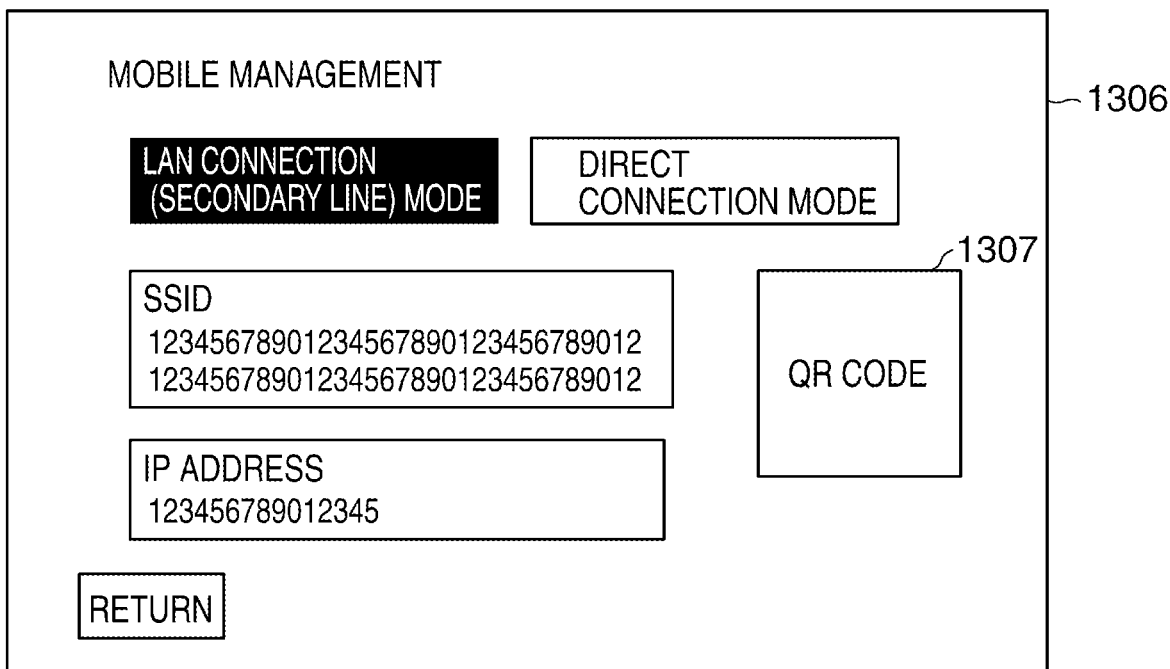 MOBILE MANAGEMENT
1306
LAN CONNECTION
(SECONDARY LINE) MODE
DIRECT
CONNECTION MODE
1307
SSID
12345678901234567890123456789012
12345678901234567890123456789012
QR CODE
IP ADDRESS
123456789012345
RETURN